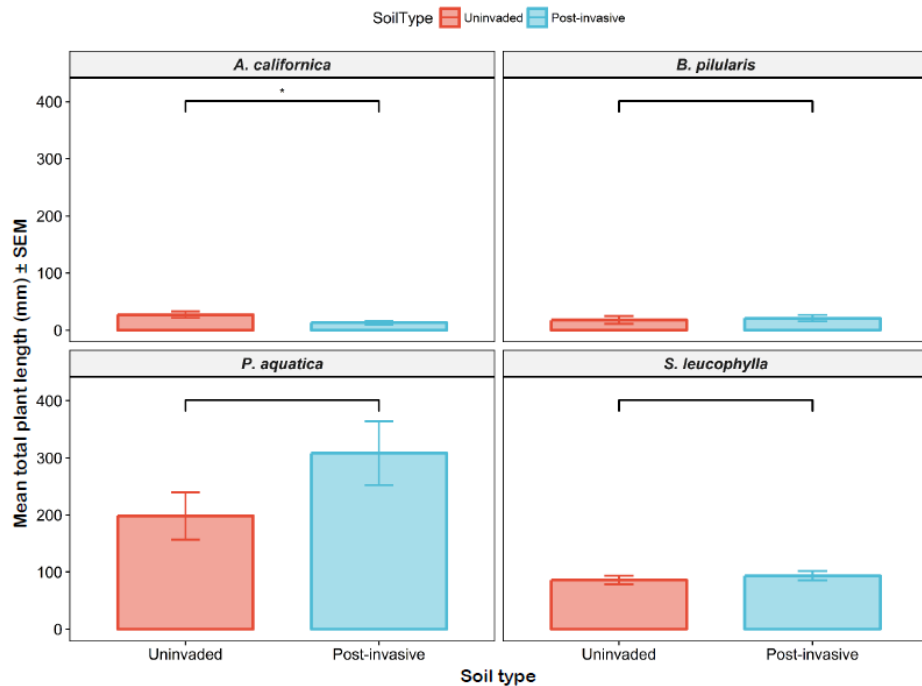 SoilType Uninvaded Post-invasive
A. californica
B. pilularis
400
300
200
100
0
*
P. aquatica
S. leucophylla
400
300
200
100
0
Mean total plant length (mm) ± SEM
Uninvaded Post-invasive
Uninvaded Post-invasive
Soil type